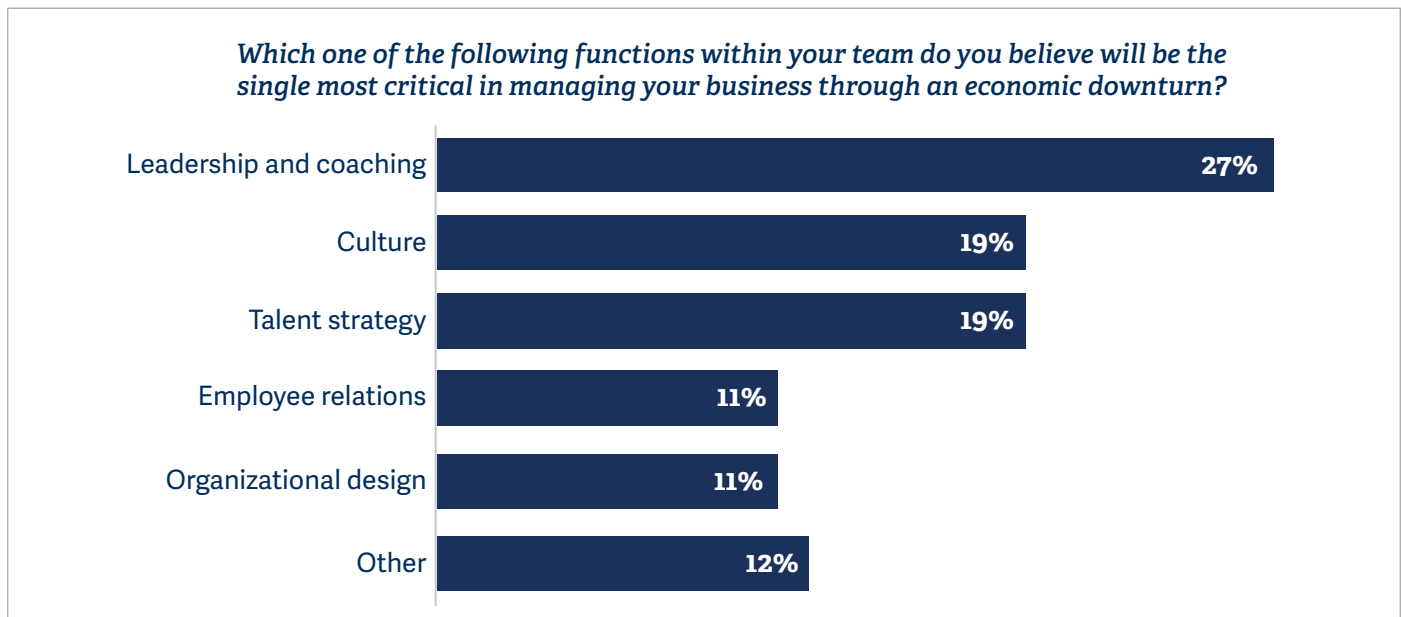 Which one of the following functions within your team do you believe will be the
single most critical in managing your business through an economic downturn?
Leadership and coaching 27%
Culture 19%
Talent strategy 19%
Employee relations 11%
Organizational design 11%
Other 12%